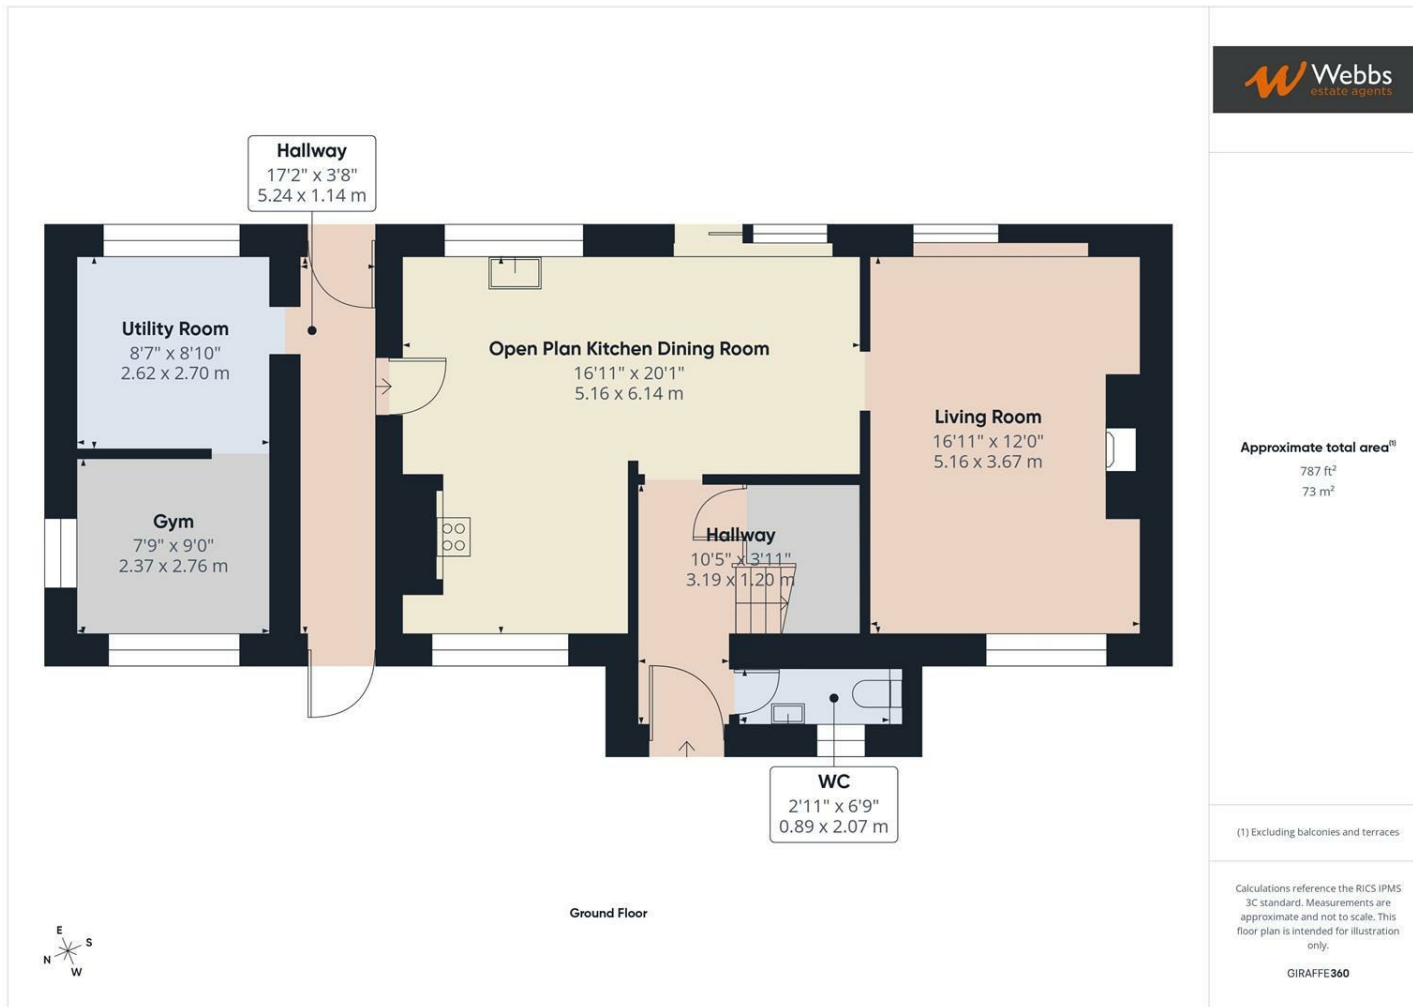 Webbs
estate agents
Hallway
17'2" x 3'8"
5.24 x 1.14 m
Utility Room
8'7" x 8'10"
2.62 x 2.70 m
Open Plan Kitchen Dining Room
16'11" x 20'1"
5.16 x 6.14 m
Living Room
16'11" x 12'0"
5.16 x 3.67 m
Gym
7'9" x 9'0"
2.37 x 2.76 m
Hallway
10'5" x 3'11"
3.19 x 1.20 m
WC
2'11" x 6'9"
0.89 x 2.07 m
Ground Floor
E
S
N
W
Approximate total area(1)
787 ft²
73 m²
(1) Excluding balconies and terraces
Calculations reference the RICS IPMS
3C standard. Measurements are
approximate and not to scale. This
floor plan is intended for illustration
only.
GIRAFFE360